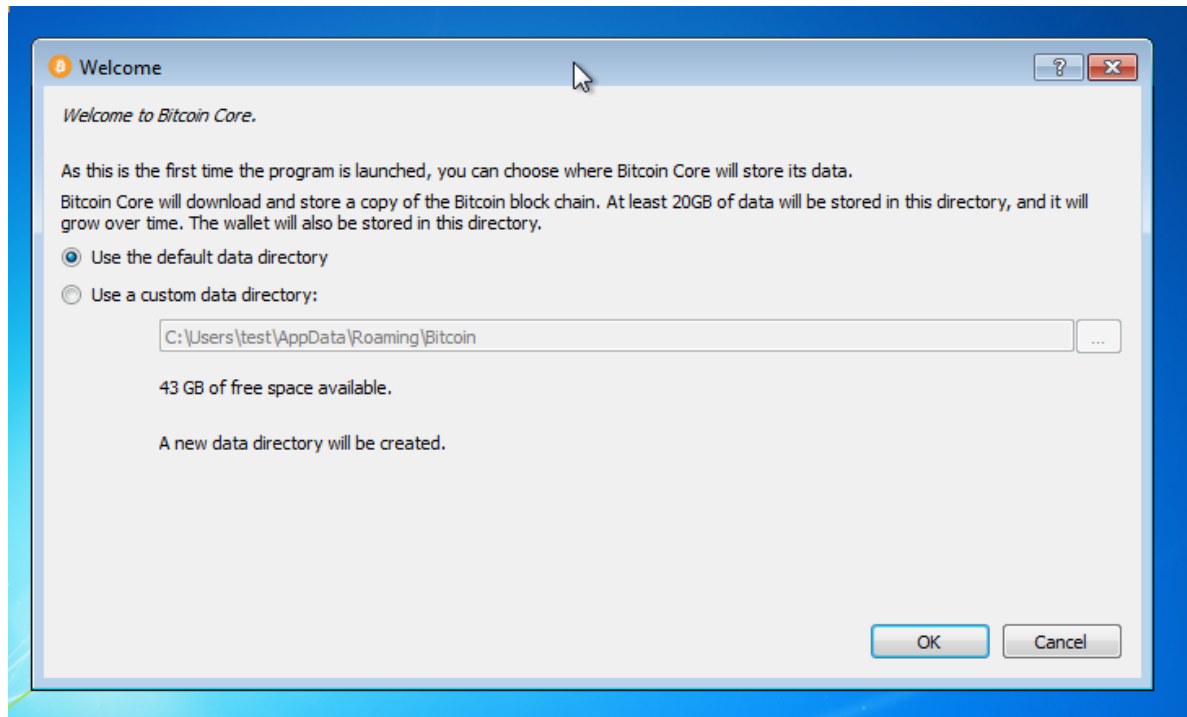 Welcome
Welcome to Bitcoin Core.
As this is the first time the program is launched, you can choose where Bitcoin Core will store its data.
Bitcoin Core will download and store a copy of the Bitcoin block chain. At least 20GB of data will be stored in this directory, and it will
grow over time. The wallet will also be stored in this directory.
Use the default data directory
Use a custom data directory:
C:\Users\test\AppData\Roaming\Bitcoin
...
43 GB of free space available.
A new data directory will be created.
OK
Cancel